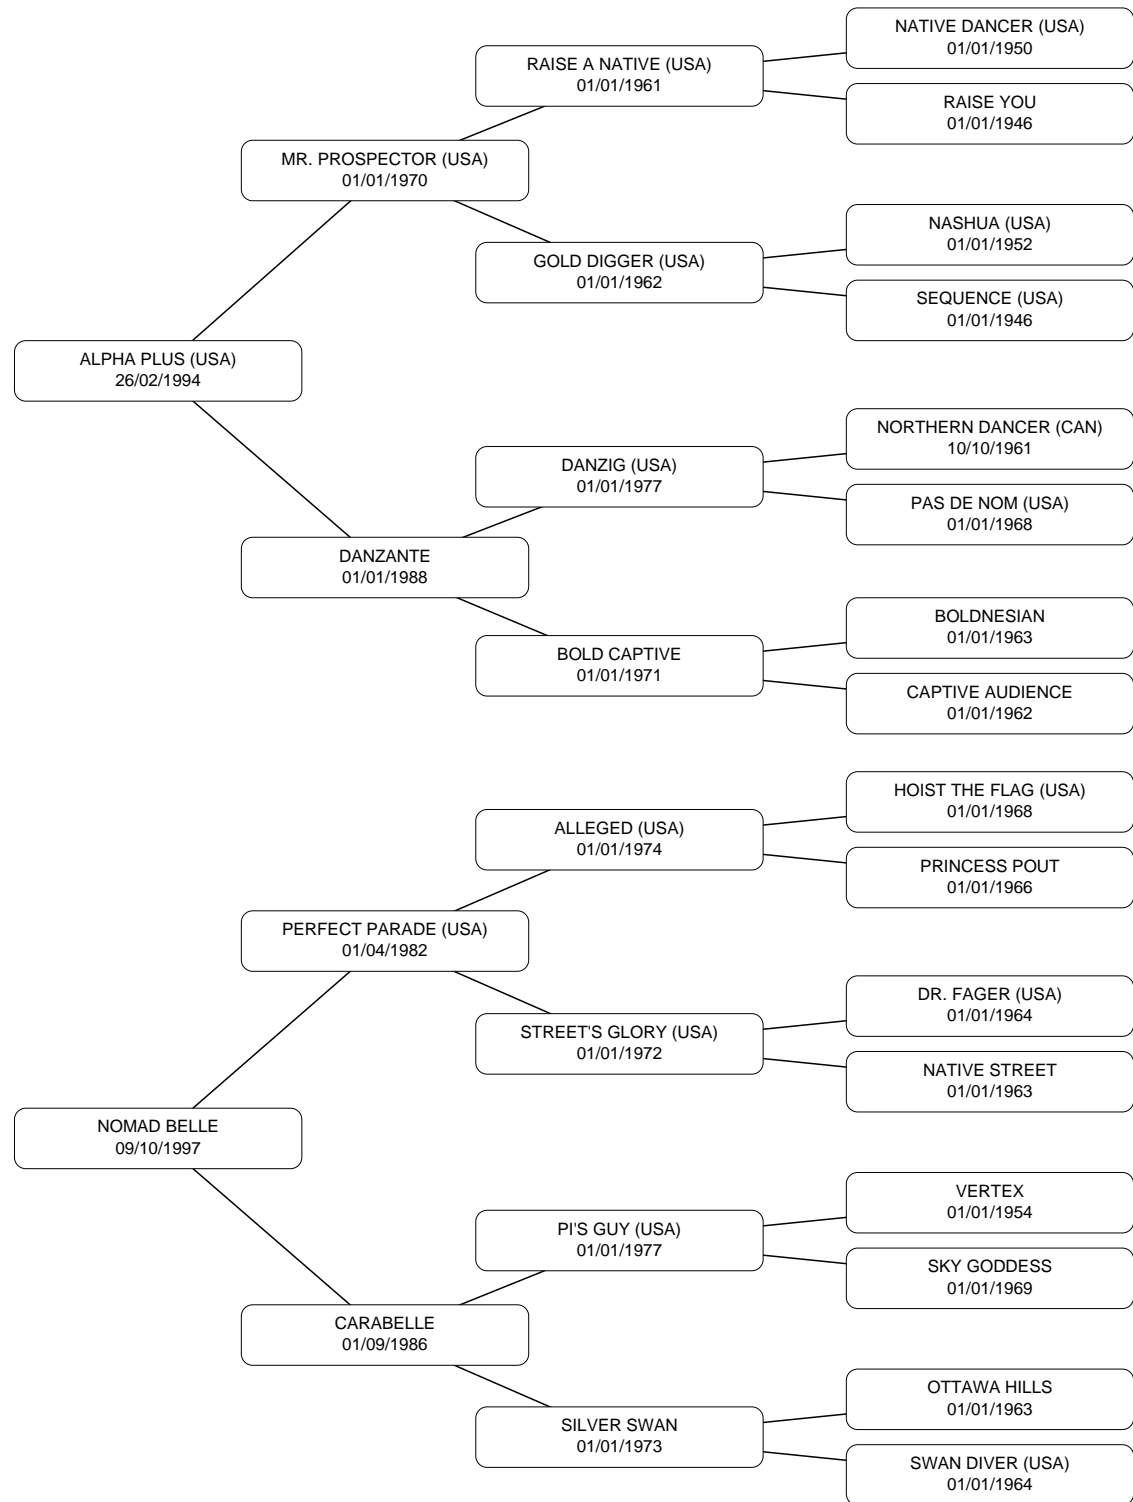 NATIVE DANCER (USA)
01/01/1950
RAISE A NATIVE (USA)
01/01/1961
RAISE YOU
01/01/1946
MR. PROSPECTOR (USA)
01/01/1970
NASHUA (USA)
01/01/1952
GOLD DIGGER (USA)
01/01/1962
SEQUENCE (USA)
01/01/1946
ALPHA PLUS (USA)
26/02/1994
NORTHERN DANCER (CAN)
10/10/1961
DANZIG (USA)
01/01/1977
PAS DE NOM (USA)
01/01/1968
DANZANTE
01/01/1988
BOLDNESIAN
01/01/1963
BOLD CAPTIVE
01/01/1971
CAPTIVE AUDIENCE
01/01/1962
HOIST THE FLAG (USA)
01/01/1968
ALLEGED (USA)
01/01/1974
PRINCESS POUT
01/01/1966
PERFECT PARADE (USA)
01/04/1982
DR. FAGER (USA)
01/01/1964
STREET'S GLORY (USA)
01/01/1972
NATIVE STREET
01/01/1963
NOMAD BELLE
09/10/1997
VERTEX
01/01/1954
PI'S GUY (USA)
01/01/1977
SKY GODDESS
01/01/1969
CARABELLE
01/09/1986
OTTAWA HILLS
01/01/1963
SILVER SWAN
01/01/1973
SWAN DIVER (USA)
01/01/1964